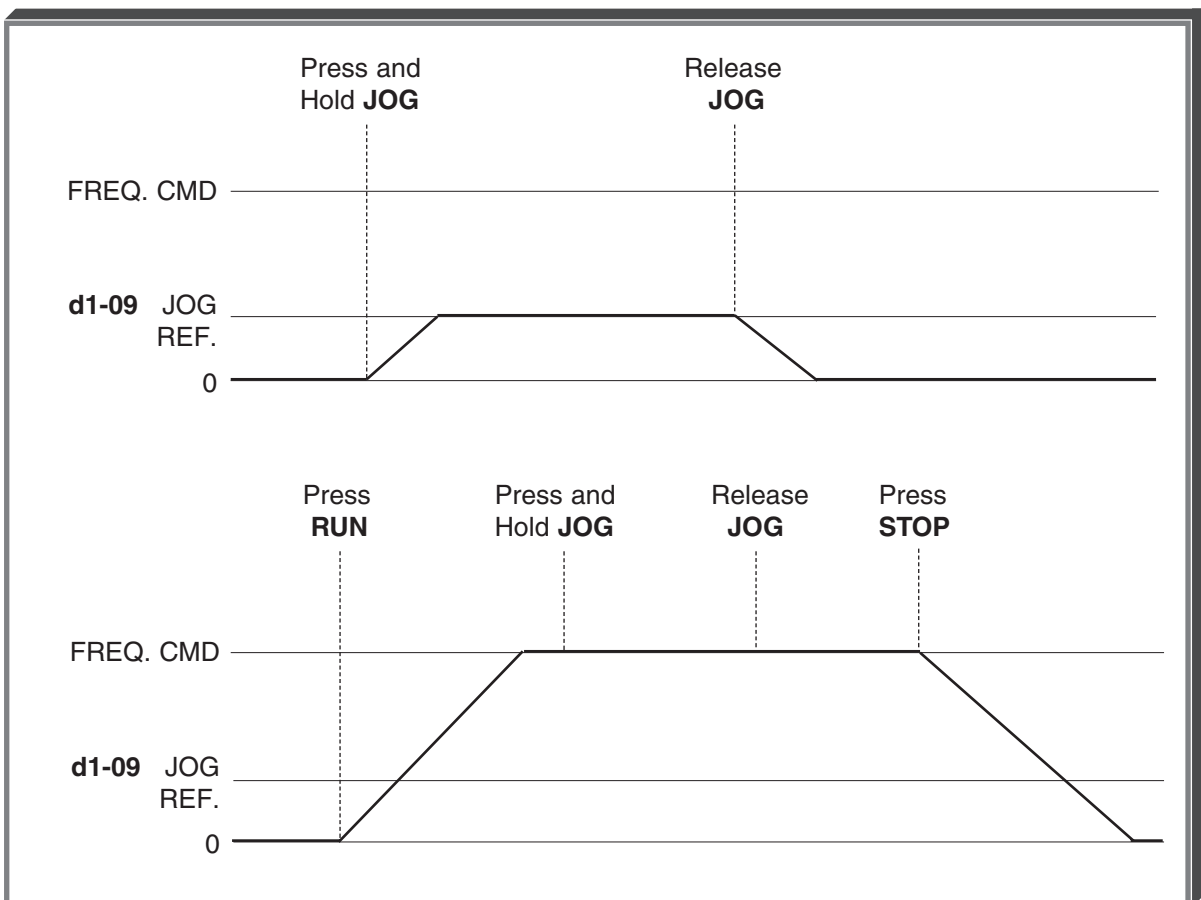 Press and
Hold JOG
Release
JOG
FREQ. CMD
d1-09 JOG
REF.
0
Press
RUN
Press and
Hold JOG
Release
JOG
Press
STOP
FREQ. CMD
d1-09 JOG
REF.
0